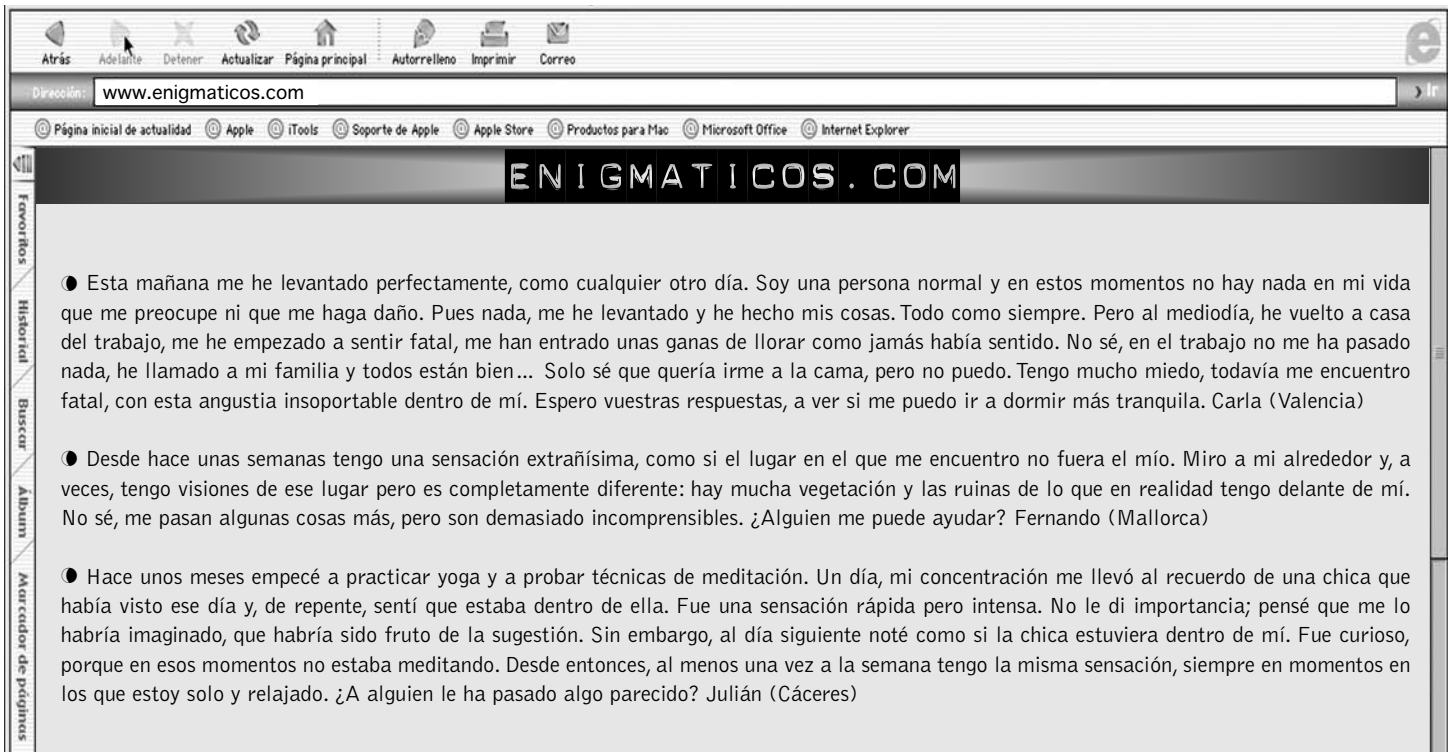 Atrás Adelante Detener Actualizar Página principal Autorrelleno Imprimir Correo
Dirección: www.enigmaticos.com Ir
Página inicial de actualidad Apple iTools Soporte de Apple Apple Store Productos para Mac Microsoft Office Internet Explorer
ENIGMATICOS.COM
Favoritos
Historial
Buscar
Álbum
Marcador de páginas
Esta mañana me he levantado perfectamente, como cualquier otro día. Soy una persona normal y en estos momentos no hay nada en mi vida
que me preocupe ni que me haga daño. Pues nada, me he levantado y he hecho mis cosas. Todo como siempre. Pero al mediodía, he vuelto a casa
del trabajo, me he empezado a sentir fatal, me han entrado unas ganas de llorar como jamás había sentido. No sé, en el trabajo no me ha pasado
nada, he llamado a mi familia y todos están bien... Solo sé que quería irme a la cama, pero no puedo. Tengo mucho miedo, todavía me encuentro
fatal, con esta angustia insoportable dentro de mí. Espero vuestras respuestas, a ver si me puedo ir a dormir más tranquila. Carla (Valencia)
Desde hace unas semanas tengo una sensación extrañísima, como si el lugar en el que me encuentro no fuera el mío. Miro a mi alrededor y, a
veces, tengo visiones de ese lugar pero es completamente diferente: hay mucha vegetación y las ruinas de lo que en realidad tengo delante de mí.
No sé, me pasan algunas cosas más, pero son demasiado incomprensibles. ¿Alguien me puede ayudar? Fernando (Mallorca)
Hace unos meses empecé a practicar yoga y a probar técnicas de meditación. Un día, mi concentración me llevó al recuerdo de una chica que
había visto ese día y, de repente, sentí que estaba dentro de ella. Fue una sensación rápida pero intensa. No le di importancia; pensé que me lo
habría imaginado, que habría sido fruto de la sugestión. Sin embargo, al día siguiente noté como si la chica estuviera dentro de mí. Fue curioso,
porque en esos momentos no estaba meditando. Desde entonces, al menos una vez a la semana tengo la misma sensación, siempre en momentos en
los que estoy solo y relajado. ¿A alguien le ha pasado algo parecido? Julián (Cáceres)